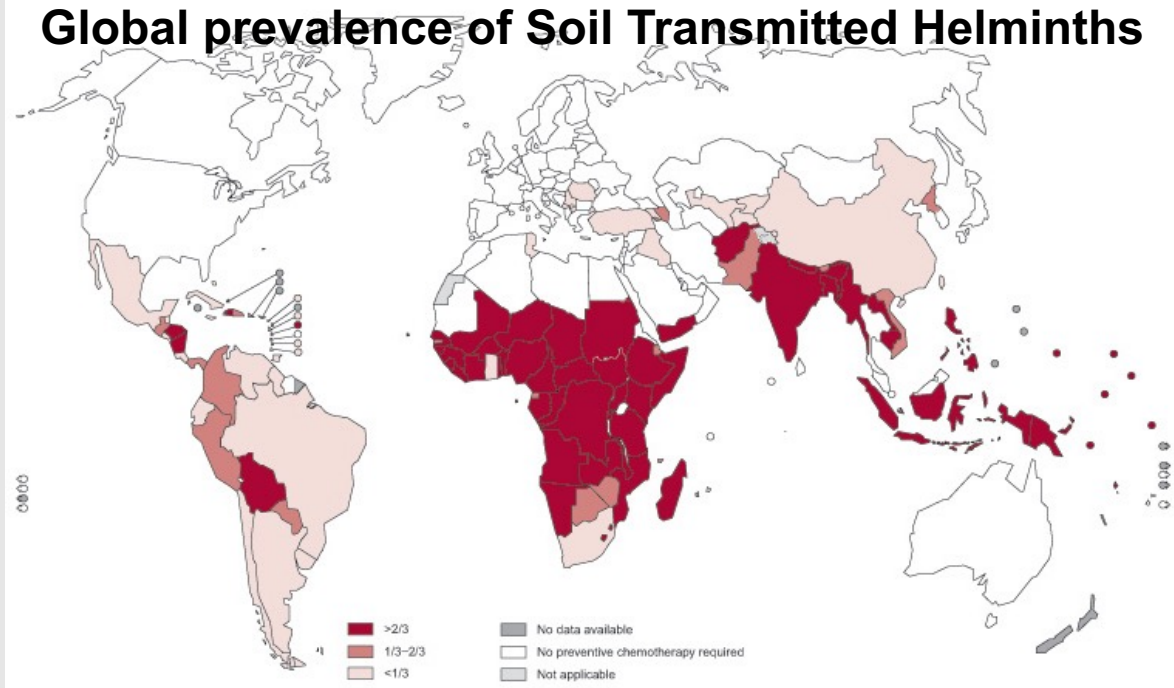 Global prevalence of Soil Transmitted Helminths
>2/3
1/3–2/3
<1/3
No data available
No preventive chemotherapy required
Not applicable